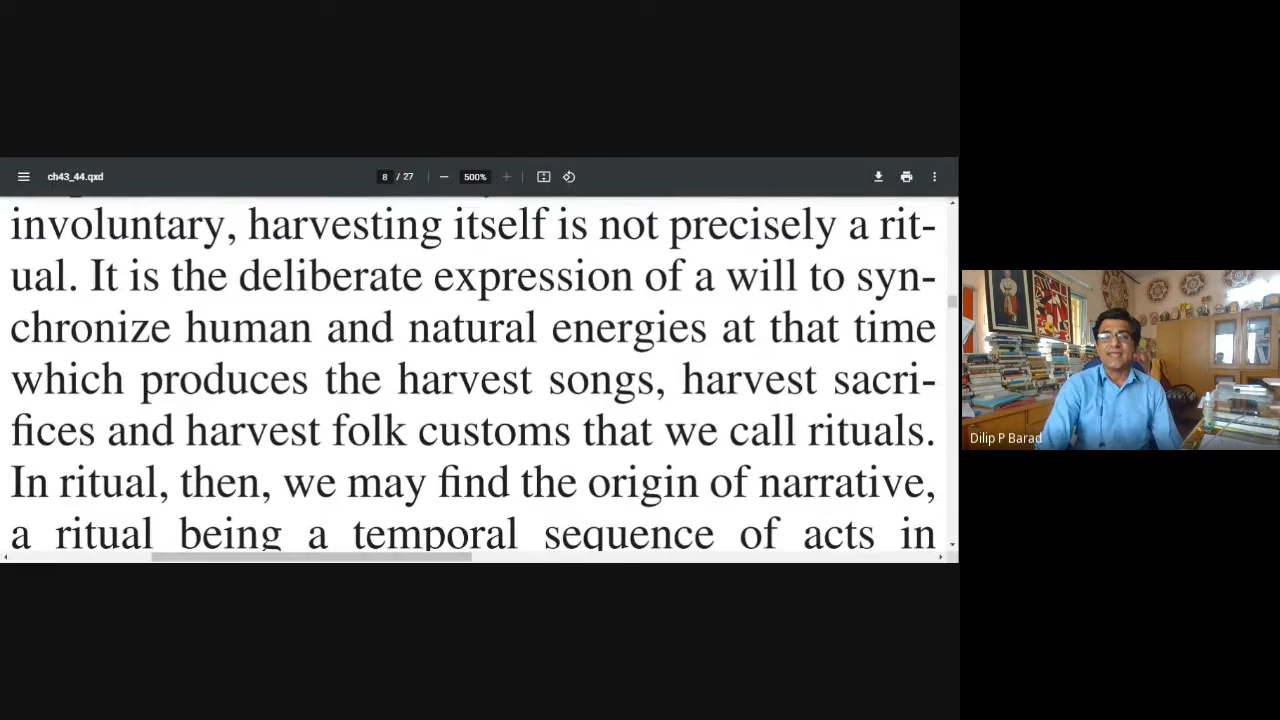 ch43_44.qxd
8 / 27
500%
involuntary, harvesting itself is not precisely a rit-
ual. It is the deliberate expression of a will to syn-
chronize human and natural energies at that time
which produces the harvest songs, harvest sacri-
fices and harvest folk customs that we call rituals.
In ritual, then, we may find the origin of narrative,
a ritual being a temporal sequence of acts in
Dilip P Barad